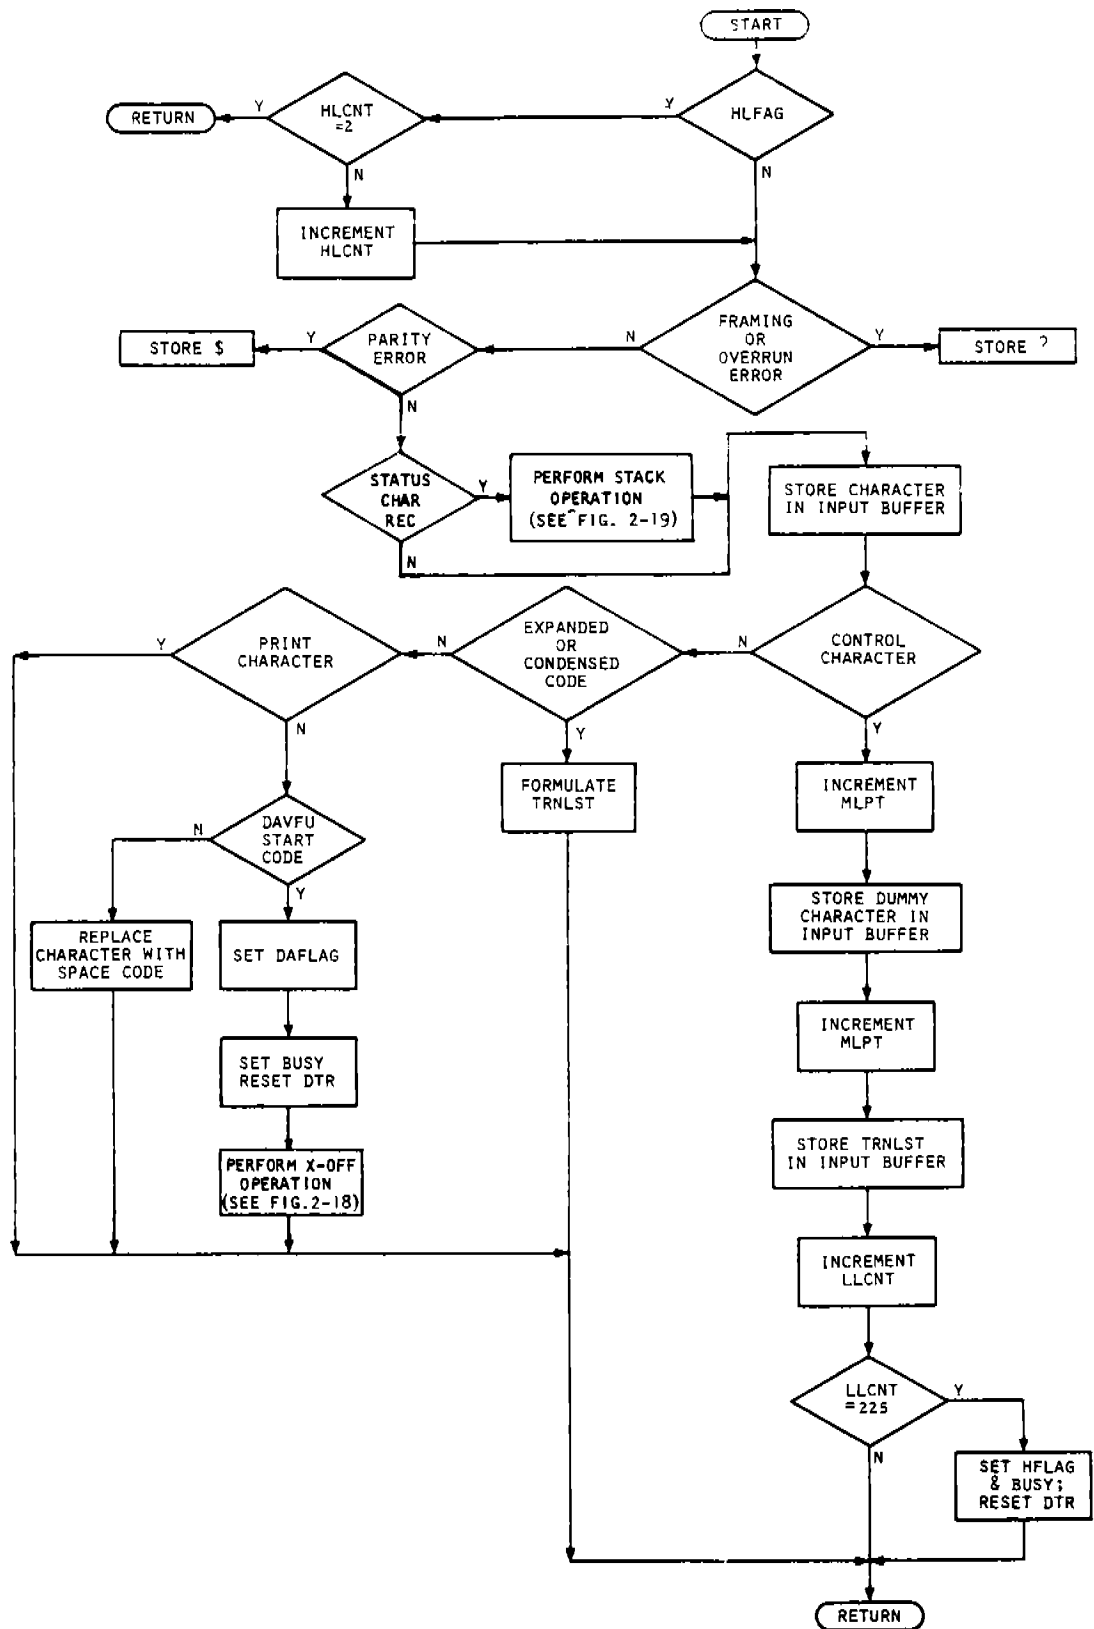 START
HLFAG
Y
N
HLCNT
=2
Y
N
RETURN
INCREMENT
HLCNT
FRAMING
OR
OVERRUN
ERROR
N
Y
STORE ?
PARITY
ERROR
Y
N
STORE $
STATUS
CHAR
REC
Y
N
PERFORM STACK
OPERATION
(SEE FIG. 2-19)
STORE CHARACTER
IN INPUT BUFFER
CONTROL
CHARACTER
N
Y
EXPANDED
OR
CONDENSED
CODE
N
Y
PRINT
CHARACTER
Y
N
FORMULATE
TRNLST
INCREMENT
MLPT
DAVFU
START
CODE
N
Y
REPLACE
CHARACTER WITH
SPACE CODE
SET DAFLAG
STORE DUMMY
CHARACTER IN
INPUT BUFFER
SET BUSY
RESET DTR
INCREMENT
MLPT
PERFORM X-OFF
OPERATION
(SEE FIG.2-18)
STORE TRNLST
IN INPUT BUFFER
INCREMENT
LLCNT
LLCNT
=225
Y
N
SET HFLAG
& BUSY;
RESET DTR
RETURN